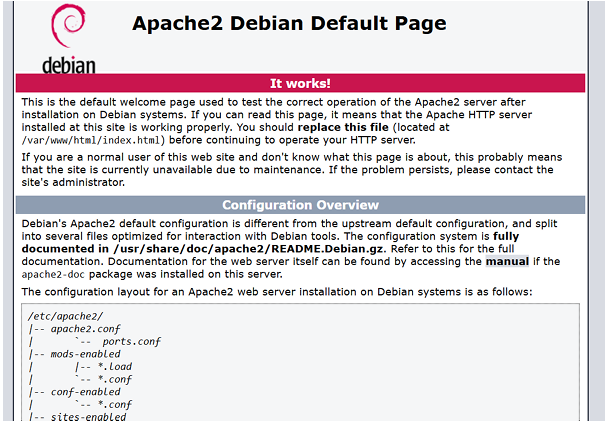 debian
Apache2 Debian Default Page
It works!
This is the default welcome page used to test the correct operation of the Apache2 server after
installation on Debian systems. If you can read this page, it means that the Apache HTTP server
installed at this site is working properly. You should replace this file (located at
/var/www/html/index.html) before continuing to operate your HTTP server.
If you are a normal user of this web site and don't know what this page is about, this probably means
that the site is currently unavailable due to maintenance. If the problem persists, please contact the
site's administrator.
Configuration Overview
Debian's Apache2 default configuration is different from the upstream default configuration, and split
into several files optimized for interaction with Debian tools. The configuration system is fully
documented in /usr/share/doc/apache2/README.Debian.gz. Refer to this for the full
documentation. Documentation for the web server itself can be found by accessing the manual if the
apache2-doc package was installed on this server.
The configuration layout for an Apache2 web server installation on Debian systems is as follows:
/etc/apache2/
|-- apache2.conf
|       `--  ports.conf
|-- mods-enabled
|       |-- *.load
|       `-- *.conf
|-- conf-enabled
|       `-- *.conf
|-- sites-enabled